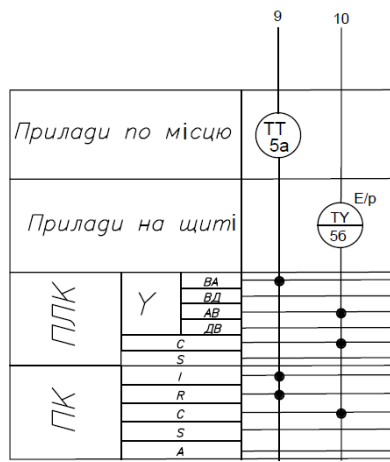 9 10
Прилади по місцю
TT
5а
Прилади на щиті
E/p
TY
5б
ПЛК
Y
ВА
ВД
АВ
ДВ
C
S
ПК
I
R
C
S
A